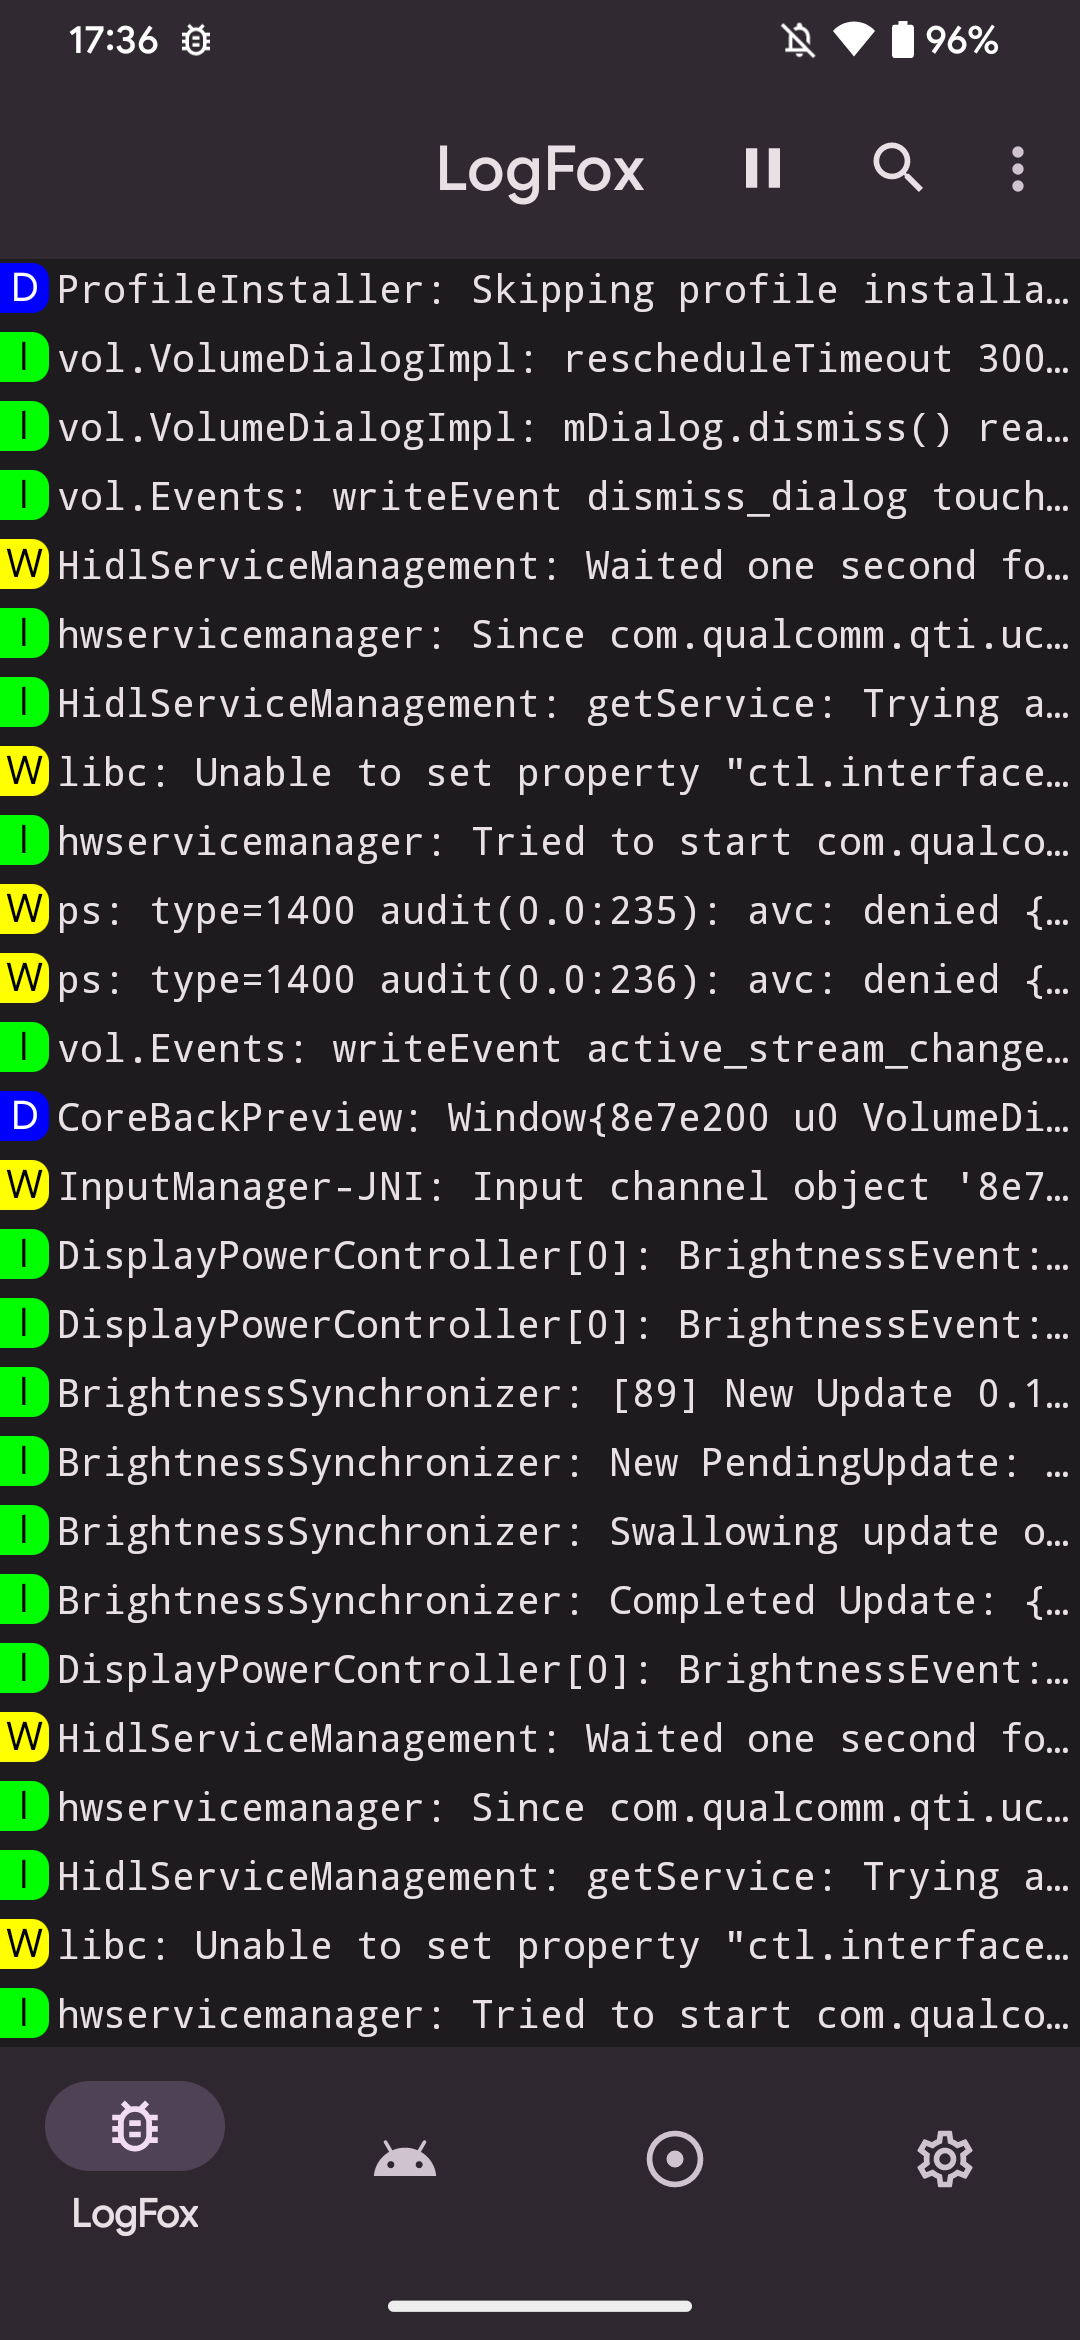 17:36 96%
LogFox
D ProfileInstaller: Skipping profile installa…
I vol.VolumeDialogImpl: rescheduleTimeout 300…
I vol.VolumeDialogImpl: mDialog.dismiss() rea…
I vol.Events: writeEvent dismiss_dialog touch…
W HidlServiceManagement: Waited one second fo…
I hwservicemanager: Since com.qualcomm.qti.uc…
I HidlServiceManagement: getService: Trying a…
W libc: Unable to set property "ctl.interface…
I hwservicemanager: Tried to start com.qualco…
W ps: type=1400 audit(0.0:235): avc: denied {…
W ps: type=1400 audit(0.0:236): avc: denied {…
I vol.Events: writeEvent active_stream_change…
D CoreBackPreview: Window{8e7e200 u0 VolumeDi…
W InputManager-JNI: Input channel object '8e7…
I DisplayPowerController[0]: BrightnessEvent:…
I DisplayPowerController[0]: BrightnessEvent:…
I BrightnessSynchronizer: [89] New Update 0.1…
I BrightnessSynchronizer: New PendingUpdate: …
I BrightnessSynchronizer: Swallowing update o…
I BrightnessSynchronizer: Completed Update: {…
I DisplayPowerController[0]: BrightnessEvent:…
W HidlServiceManagement: Waited one second fo…
I hwservicemanager: Since com.qualcomm.qti.uc…
I HidlServiceManagement: getService: Trying a…
W libc: Unable to set property "ctl.interface…
I hwservicemanager: Tried to start com.qualco…
LogFox